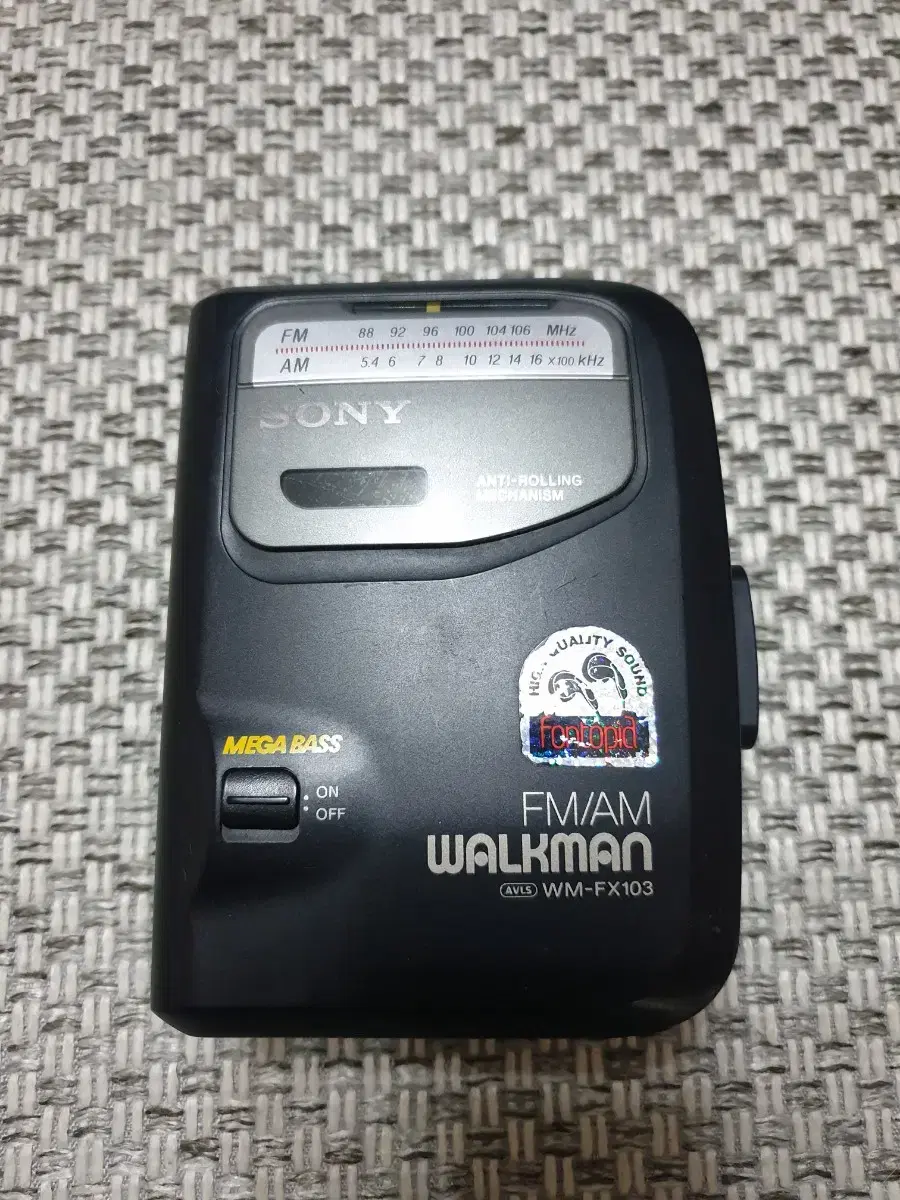 FM 88 92 96 100 104 106 MHz
AM 5.4 6 7 8 10 12 14 16 x100 kHz
SONY
ANTI-ROLLING
MECHANISM
HIGH QUALITY SOUND
fontopia
MEGA BASS
ON
OFF
FM/AM
WALKMAN
AVLS WM-FX103